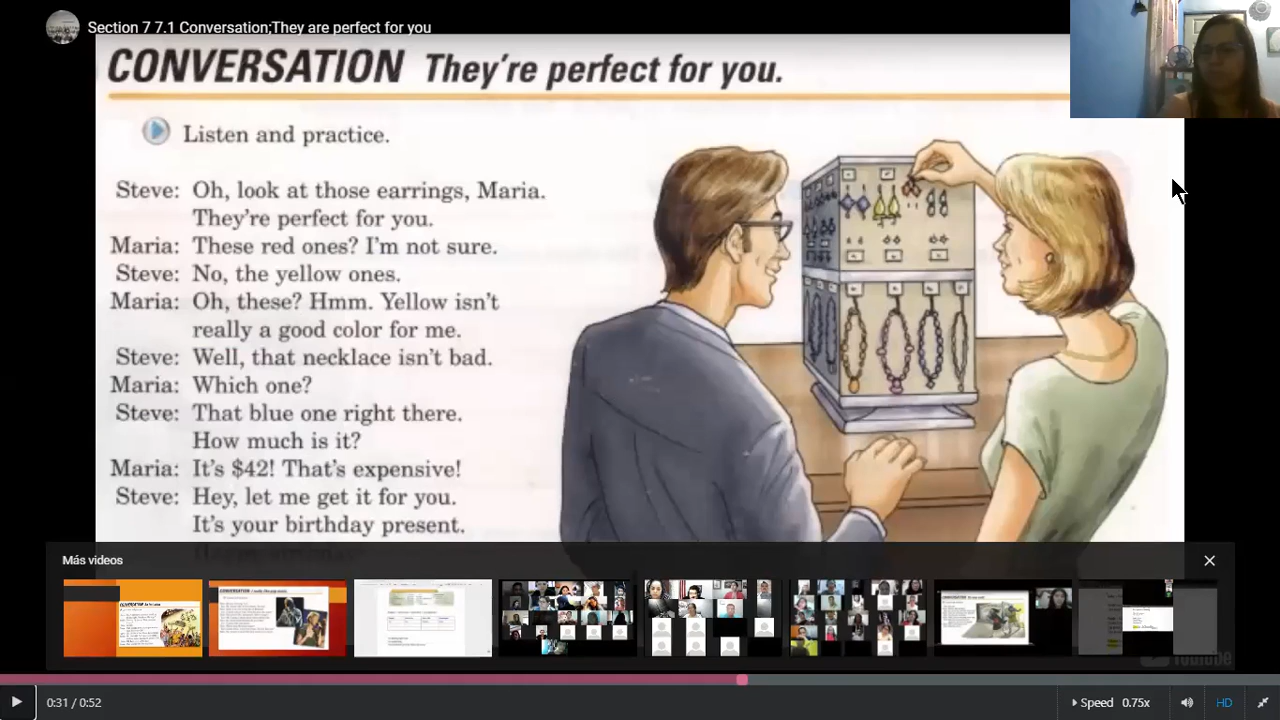 Section 7 7.1 Conversation;They are perfect for you
CONVERSATION They're perfect for you.
Listen and practice.
Steve: Oh, look at those earrings, Maria.
They're perfect for you.
Maria: These red ones? I'm not sure.
Steve: No, the yellow ones.
Maria: Oh, these? Hmm. Yellow isn't
really a good color for me.
Steve: Well, that necklace isn't bad.
Maria: Which one?
Steve: That blue one right there.
How much is it?
Maria: It's $42! That's expensive!
Steve: Hey, let me get it for you.
It's your birthday present.
Más videos
YouTube
0:31 / 0:52
Speed 0.75x
HD